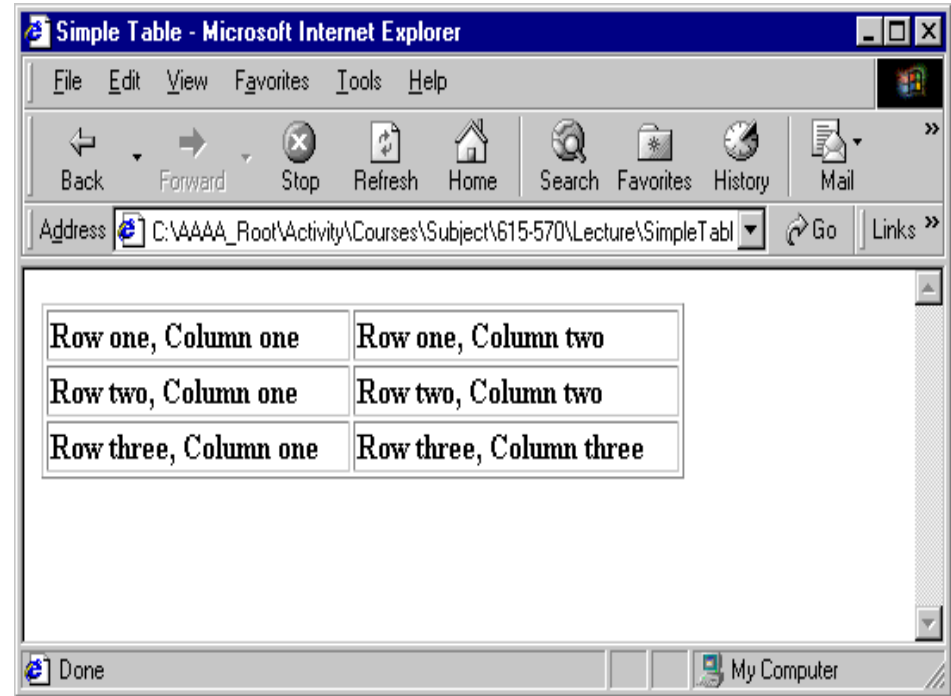 Simple Table - Microsoft Internet Explorer
File Edit View Favorites Tools Help
Back Forward Stop Refresh Home Search Favorites History Mail »
Address C:\AAAA_Root\Activity\Courses\Subject\615-570\Lecture\SimpleTabl Go Links »
Row one, Column one Row one, Column two
Row two, Column one Row two, Column two
Row three, Column one Row three, Column three
Done My Computer